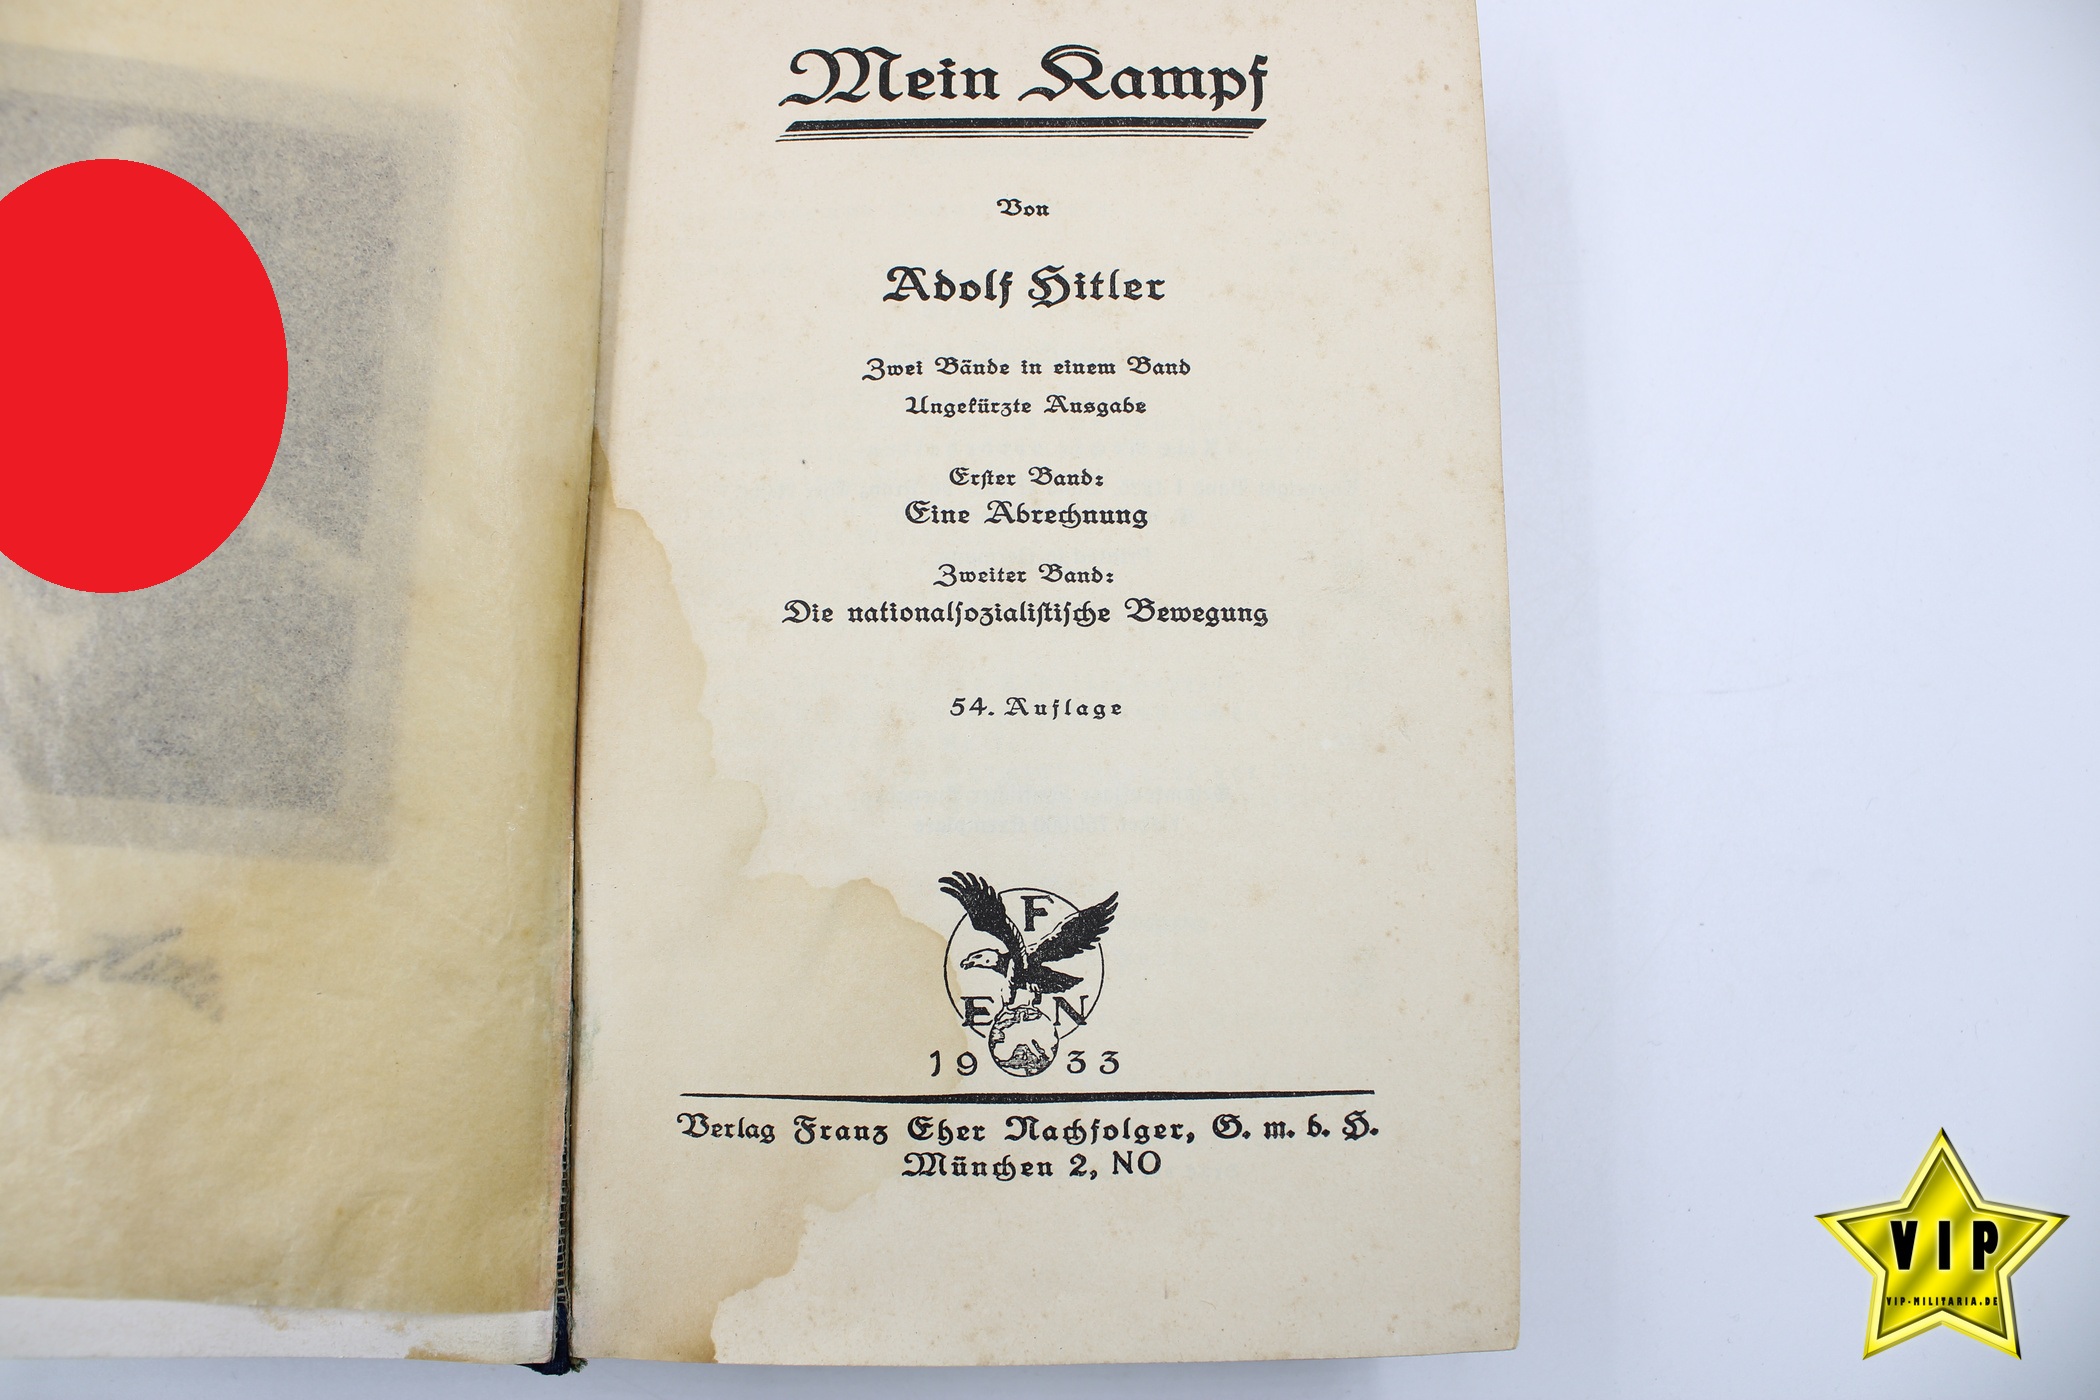 Mein Kampf
Von
Adolf Hitler
Zwei Bände in einem Band
Ungekürzte Ausgabe
Erster Band:
Eine Abrechnung
Zweiter Band:
Die nationalsozialistische Bewegung
54. Auflage
F
E N
19 33
Verlag Franz Eher Nachfolger, G. m. b. H.
München 2, NO
VIP
VIP-MILITARIA.DE